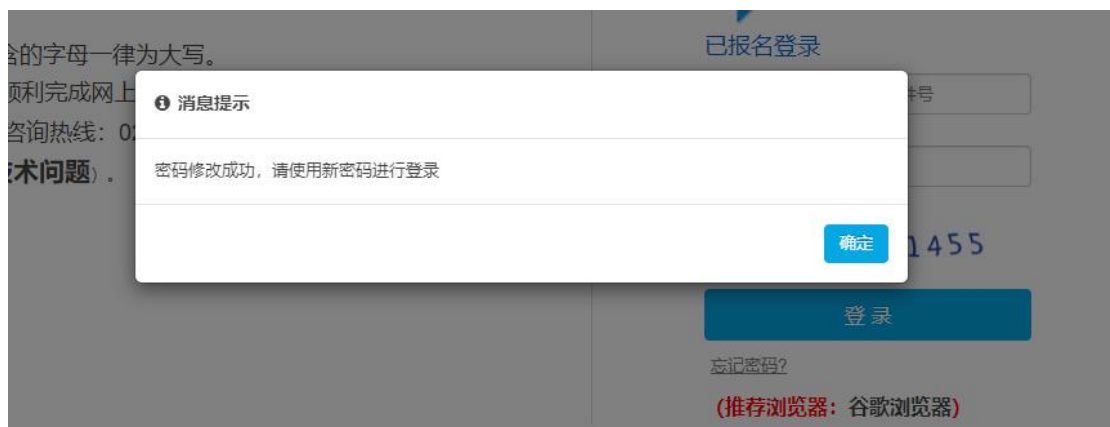 含的字母一律为大写。
顺利完成网上
咨询热线：02
技术问题）.
消息提示
密码修改成功，请使用新密码进行登录
确定
已报名登录
件号
1455
登 录
忘记密码?
(推荐浏览器：谷歌浏览器)